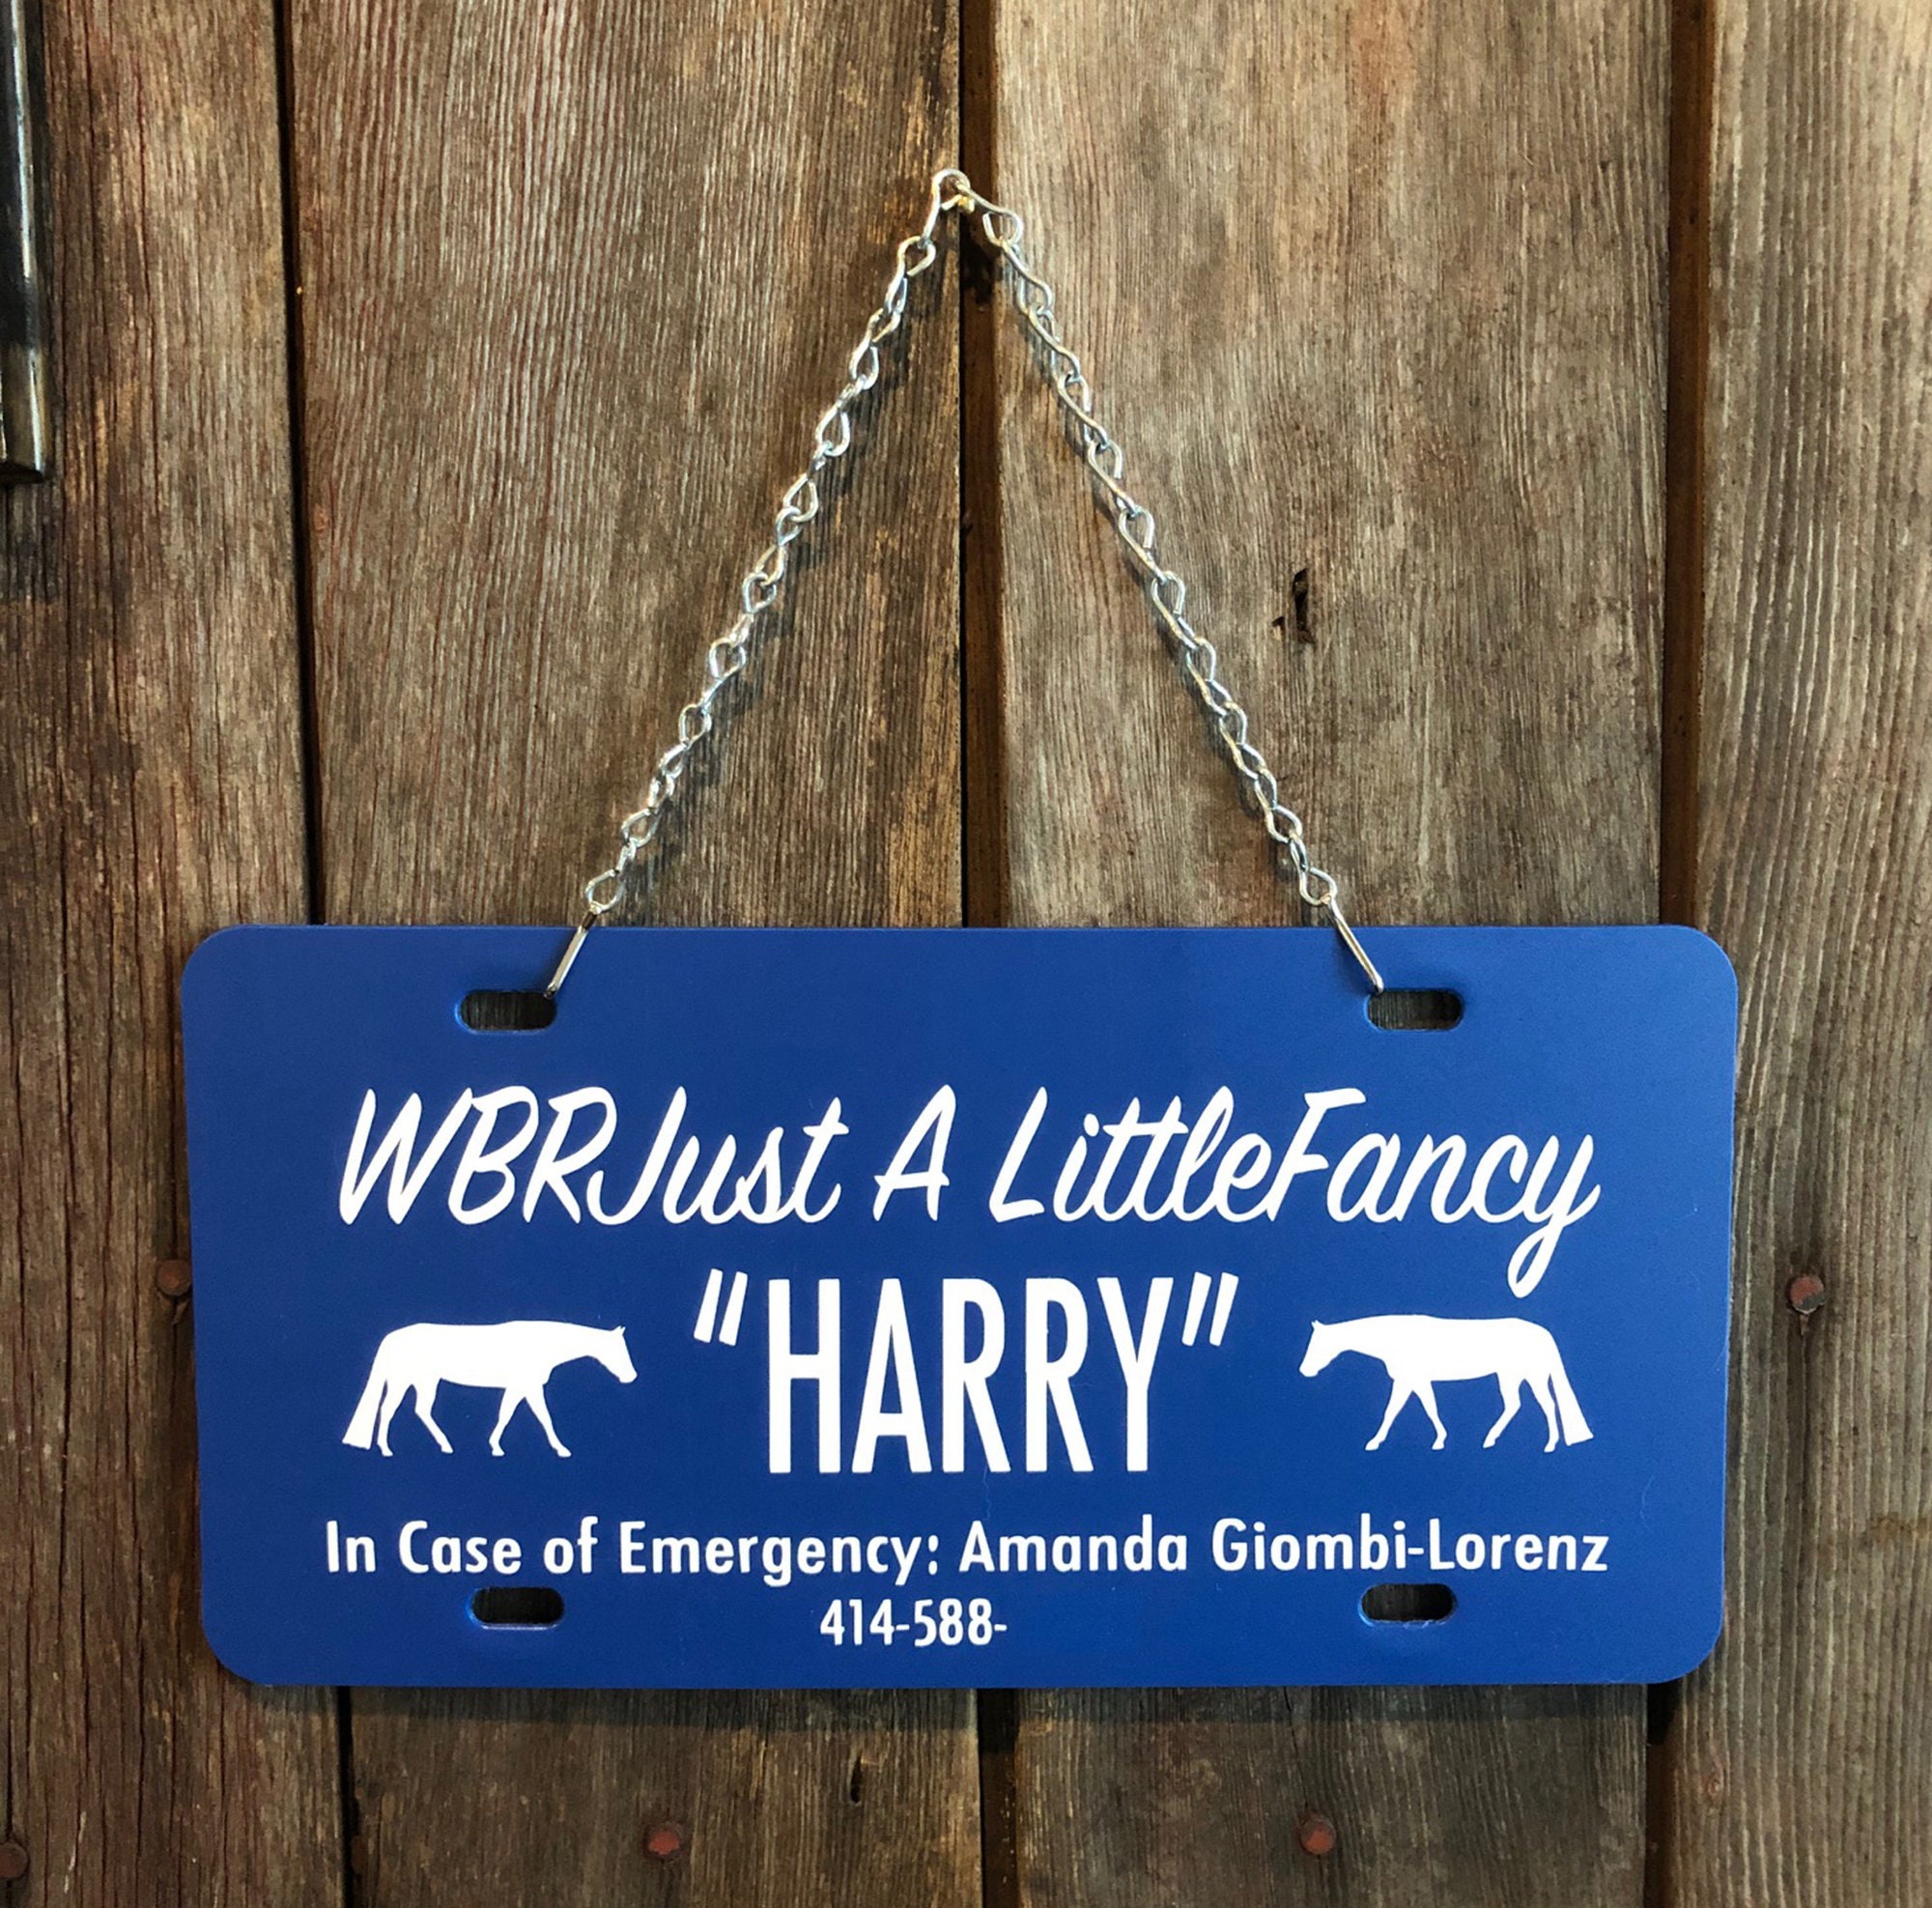 WBRJust A LittleFancy
"HARRY"
In Case of Emergency: Amanda Giombi-Lorenz
414-588-